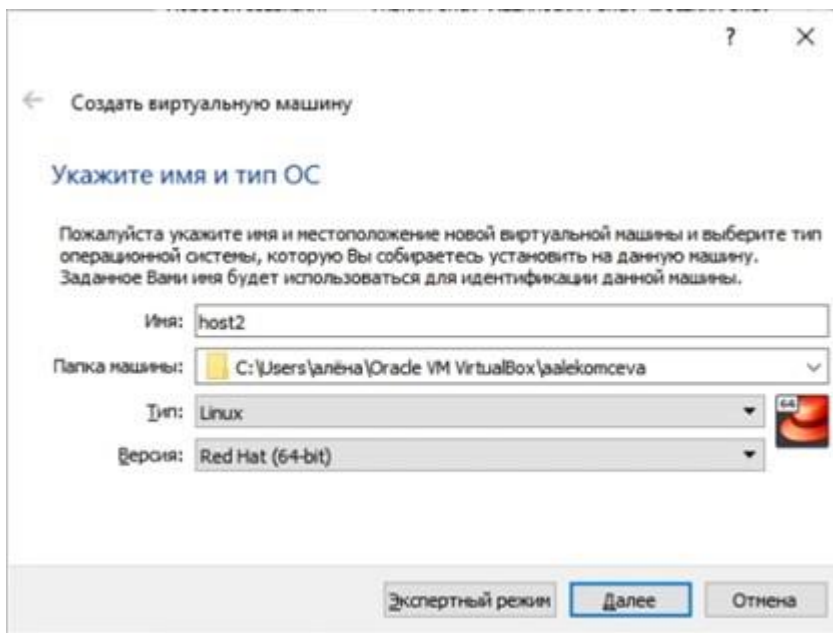 ?
Создать виртуальную машину
Укажите имя и тип ОС
Пожалуйста укажите имя и местоположение новой виртуальной машины и выберите тип
операционной системы, которую Вы собираетесь установить на данную машину.
Заданное Вами имя будет использоваться для идентификации данной машины.
Имя: host2
Папка машины: C:\Users\алёна\Oracle VM VirtualBox\aalekomceva
Тип: Linux
64
Версия: Red Hat (64-bit)
Экспертный режим Далее Отмена